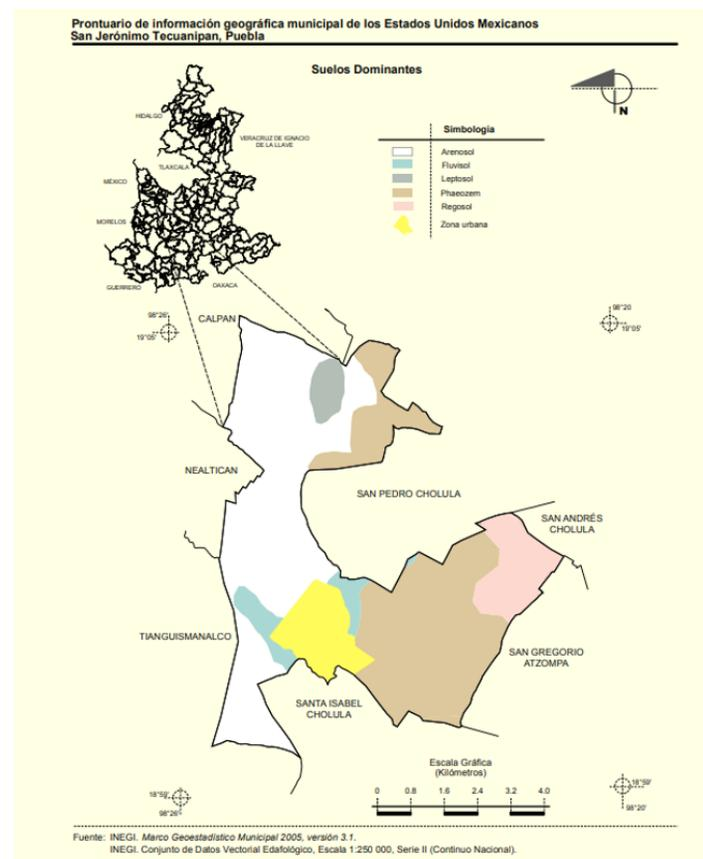 Prontuario de información geográfica municipal de los Estados Unidos Mexicanos
San Jerónimo Tecuanipan, Puebla
Suelos Dominantes
N
HIDALGO
VERACRUZ DE IGNACIO
DE LA LLAVE
TLAXCALA
MÉXICO
MORELOS
GUERRERO
OAXACA
Simbología
Arenosol
Fluvisol
Leptosol
Phaeozem
Regosol
Zona urbana
98°26'
19°05'
98°20
19°05'
CALPAN
NEALTICAN
SAN PEDRO CHOLULA
SAN ANDRÉS
CHOLULA
TIANGUISMANALCO
SAN GREGORIO
ATZOMPA
SANTA ISABEL
CHOLULA
Escala Gráfica
(Kilómetros)
0 0.8 1.6 2.4 3.2 4.0
18°59'
98°26'
18°59'
98°20'
Fuente: INEGI. Marco Geoestadístico Municipal 2005, versión 3.1.
INEGI. Conjunto de Datos Vectorial Edafológico, Escala 1:250 000, Serie II (Continuo Nacional).